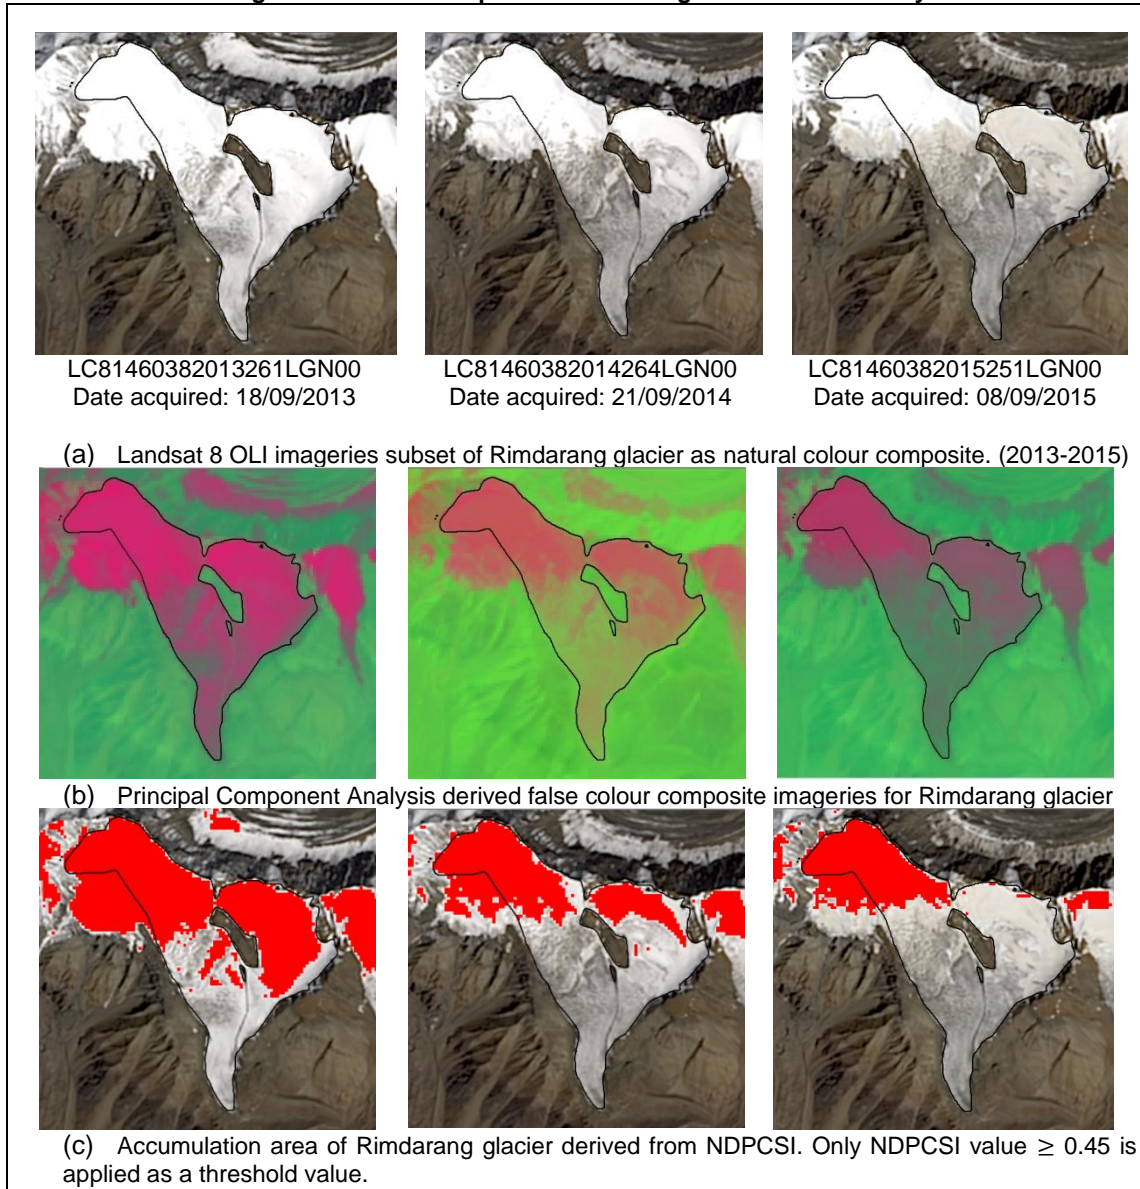 LC81460382013261LGN00 LC81460382014264LGN00 LC81460382015251LGN00
Date acquired: 18/09/2013 Date acquired: 21/09/2014 Date acquired: 08/09/2015
(a) Landsat 8 OLI imageries subset of Rimdarang glacier as natural colour composite. (2013-2015)
(b) Principal Component Analysis derived false colour composite imageries for Rimdarang glacier
(c) Accumulation area of Rimdarang glacier derived from NDPCSI. Only NDPCSI value ≥ 0.45 is
applied as a threshold value.